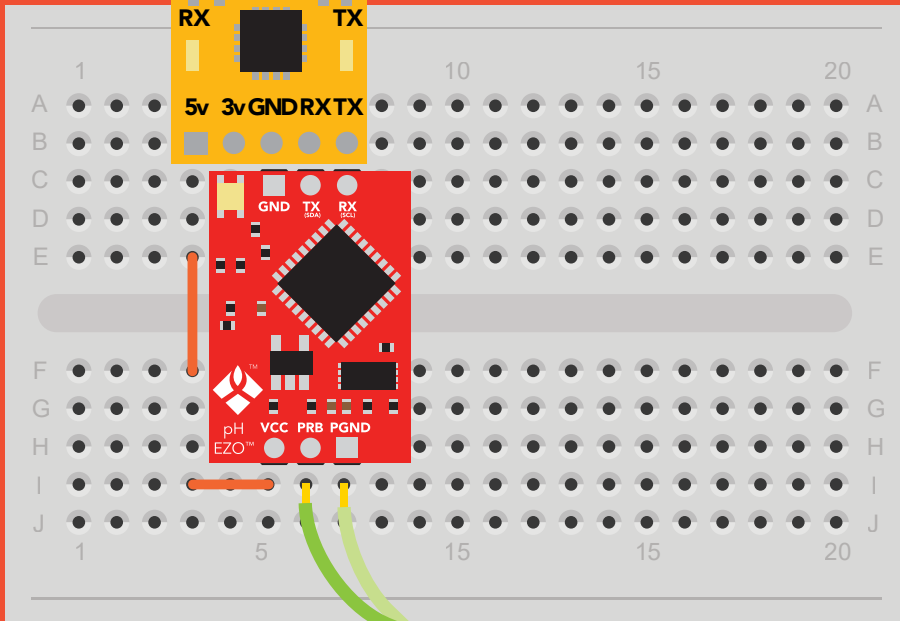 RX TX
1 10 15 20
5v 3v GND RX TX
A A
B B
C C
GND TX RX
(SDA) (SCL)
D D
E E
F F
™
G G
VCC PRB PGND
pH
EZO™
H H
I I
J J
1 5 15 15 20